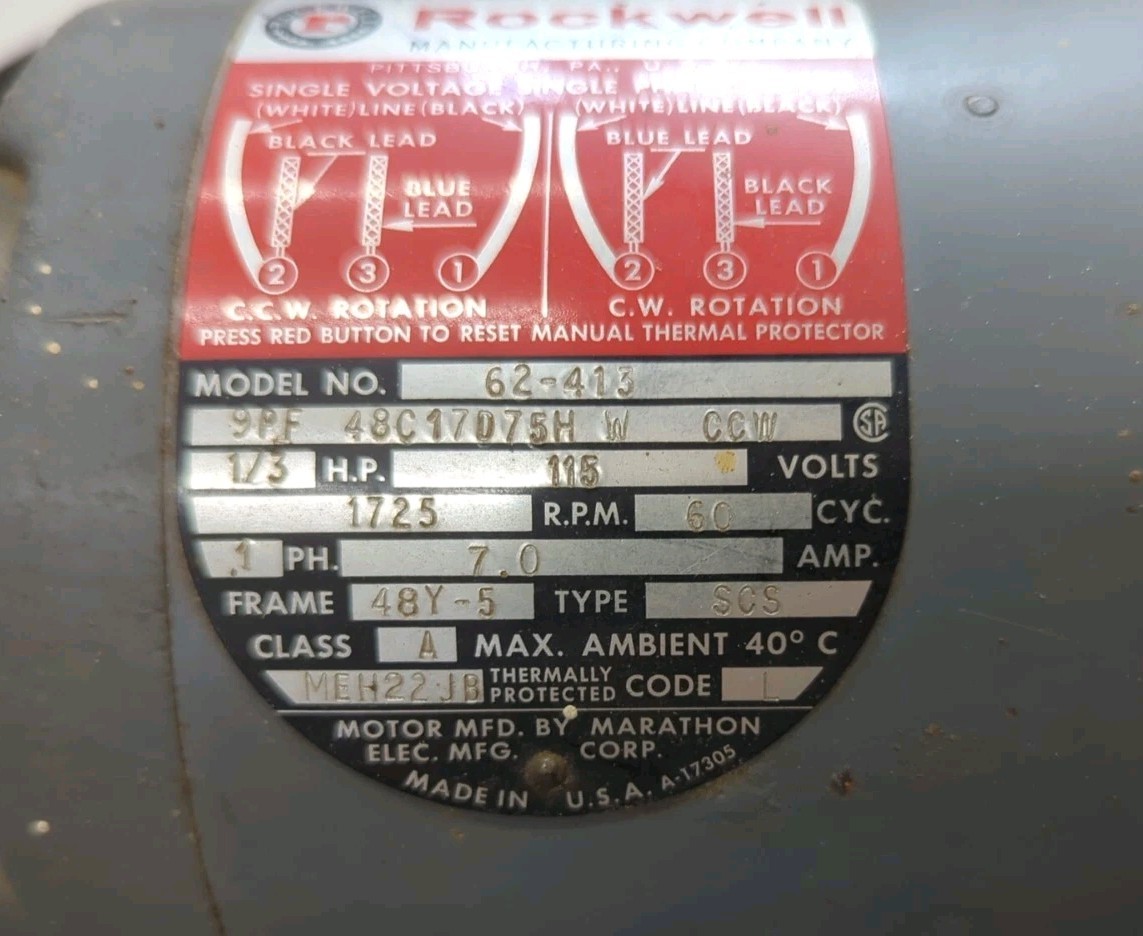 Rockwell
MANUFACTURING COMPANY
PITTSBURGH, PA., U.
SINGLE VOLTAGE SINGLE
(WHITE) LINE (BLACK) (WHITE) LINE (BLACK)
BLACK LEAD BLUE LEAD
BLUE LEAD BLACK LEAD
2 3 1 2 3 1
C.C.W. ROTATION C.W. ROTATION
PRESS RED BUTTON TO RESET MANUAL THERMAL PROTECTOR
MODEL NO. 62-413
9PF 48C17D75H W CCW SA
1/3 H.P. 115 VOLTS
1725 R.P.M. 60 CYC.
1 PH. 7.0 AMP.
FRAME 48Y-5 TYPE SCS
CLASS A MAX. AMBIENT 40° C
MEH22JB THERMALLY PROTECTED CODE L
MOTOR MFD. BY MARATHON
ELEC. MFG. CORP.
MADE IN U.S.A. A-17305